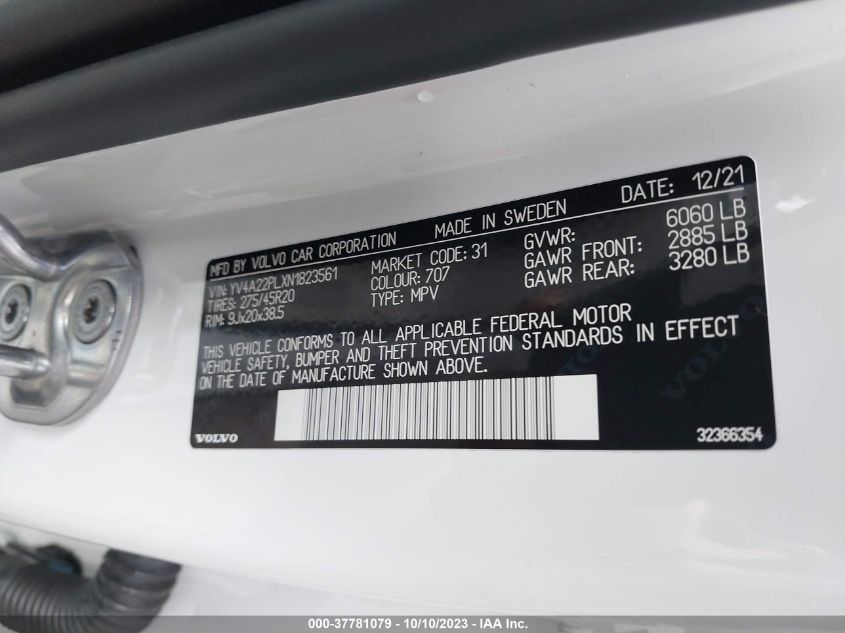 MFD BY VOLVO CAR CORPORATION MADE IN SWEDEN DATE: 12/21
VIN: YV4A22PLXN1823561 MARKET CODE: 31 GVWR: 6060 LB
TIRES: 275/45R20 COLOUR: 707 GAWR FRONT: 2885 LB
RIM: 9Jx20x38.5 TYPE: MPV GAWR REAR: 3280 LB
THIS VEHICLE CONFORMS TO ALL APPLICABLE FEDERAL MOTOR
VEHICLE SAFETY, BUMPER AND THEFT PREVENTION STANDARDS IN EFFECT
ON THE DATE OF MANUFACTURE SHOWN ABOVE.
VOLVO
VOLVO 32366354
000-37781079 - 10/10/2023 - IAA Inc.